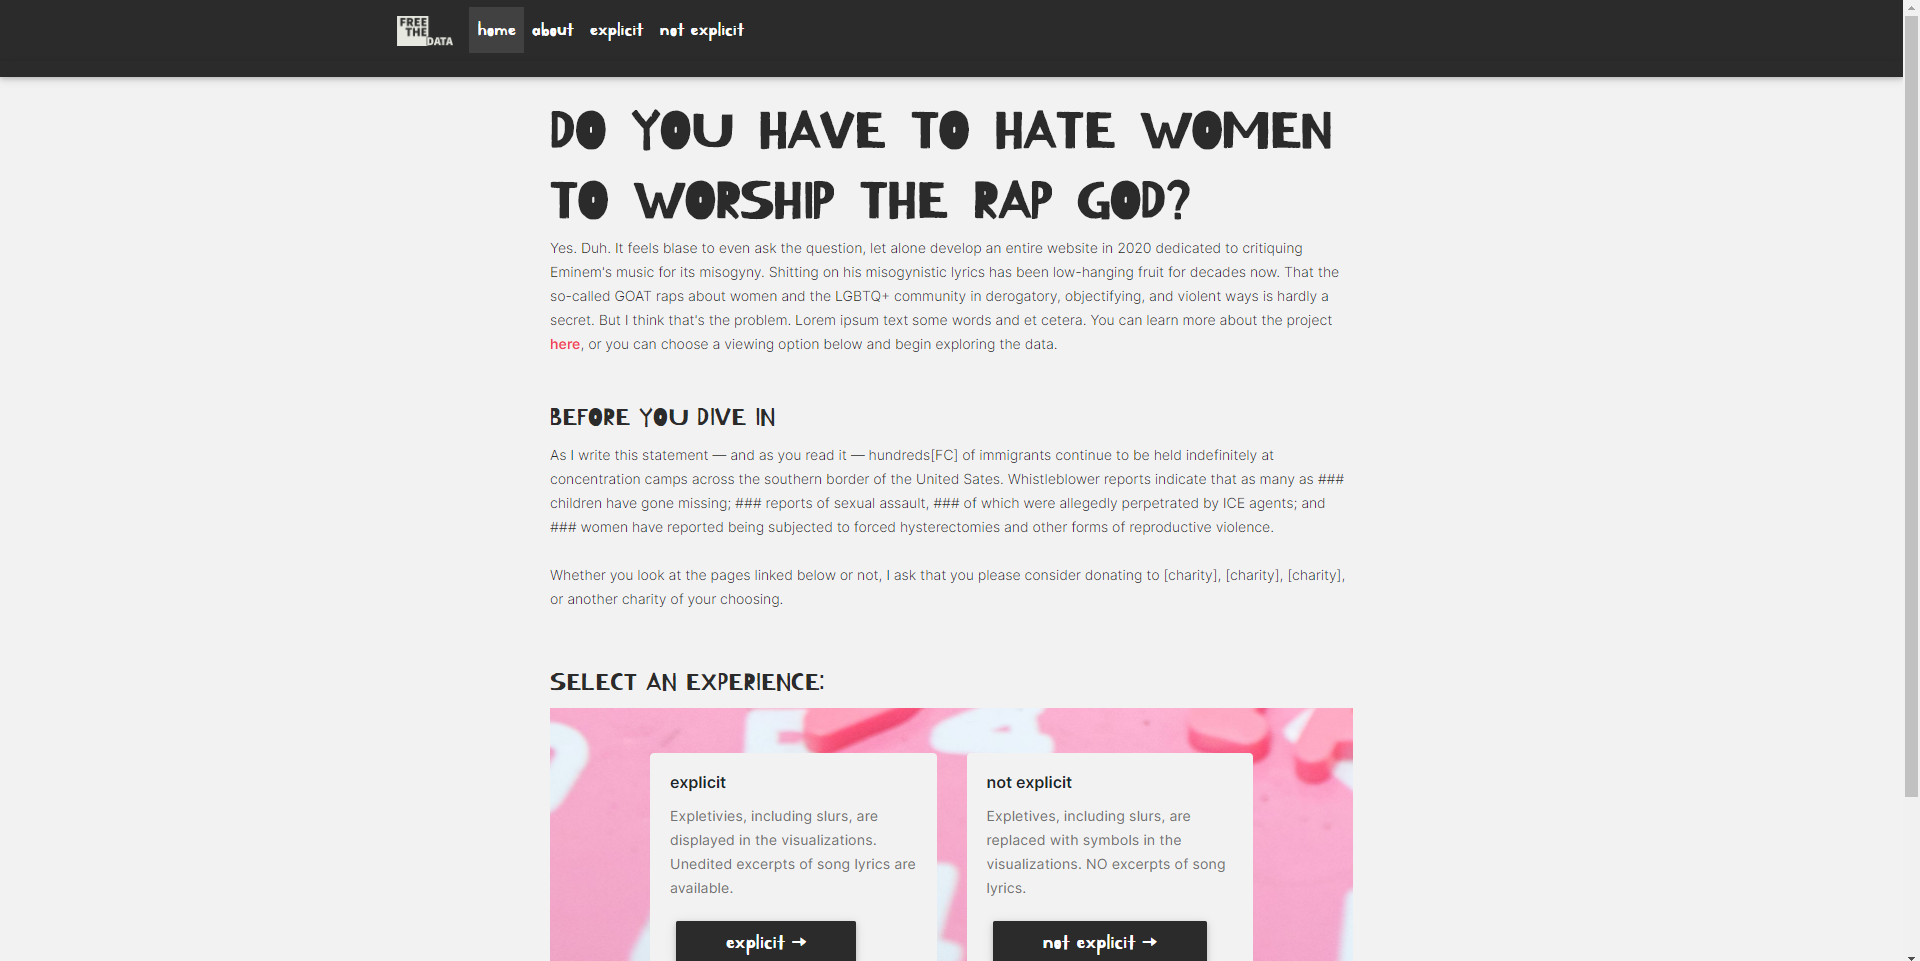 FREE
THE
DATA
home about explicit not explicit
DO YOU HAVE TO HATE WOMEN
TO WORSHIP THE RAP GOD?
Yes. Duh. It feels blase to even ask the question, let alone develop an entire website in 2020 dedicated to critiquing
Eminem's music for its misogyny. Shitting on his misogynistic lyrics has been low-hanging fruit for decades now. That the
so-called GOAT raps about women and the LGBTQ+ community in derogatory, objectifying, and violent ways is hardly a
secret. But I think that's the problem. Lorem ipsum text some words and et cetera. You can learn more about the project
here, or you can choose a viewing option below and begin exploring the data.
BEFORE YOU DIVE IN
As I write this statement — and as you read it — hundreds[FC] of immigrants continue to be held indefinitely at
concentration camps across the southern border of the United Sates. Whistleblower reports indicate that as many as ###
children have gone missing; ### reports of sexual assault, ### of which were allegedly perpetrated by ICE agents; and
### women have reported being subjected to forced hysterectomies and other forms of reproductive violence.
Whether you look at the pages linked below or not, I ask that you please consider donating to [charity], [charity], [charity],
or another charity of your choosing.
SELECT AN EXPERIENCE:
explicit
Expletivies, including slurs, are
displayed in the visualizations.
Unedited excerpts of song lyrics are
available.
explicit →
not explicit
Expletives, including slurs, are
replaced with symbols in the
visualizations. NO excerpts of song
lyrics.
not explicit →